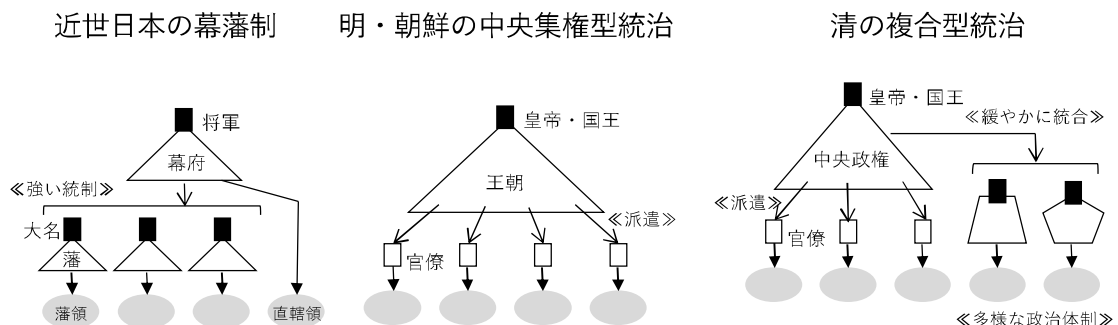 近世日本の幕藩制
将軍
幕府
≪強い統制≫
大名
藩
藩領
直轄領
明・朝鮮の中央集権型統治
皇帝・国王
王朝
≪派遣≫
官僚
清の複合型統治
皇帝・国王
≪緩やかに統合≫
中央政権
≪派遣≫
官僚
≪多様な政治体制≫